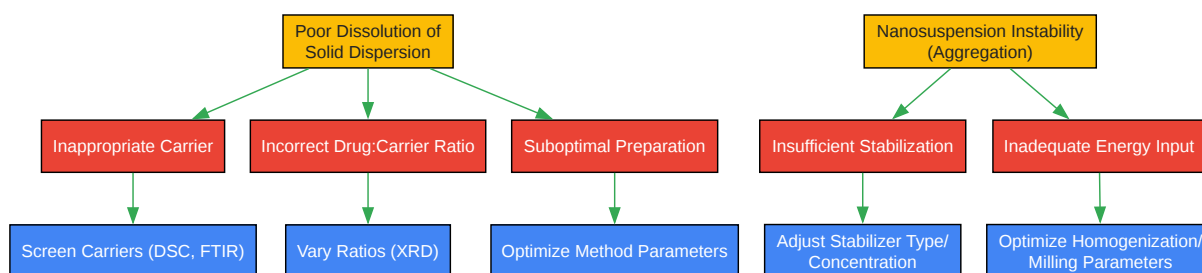 Poor Dissolution of
Solid Dispersion
Nanosuspension Instability
(Aggregation)
Inappropriate Carrier
Incorrect Drug:Carrier Ratio
Suboptimal Preparation
Insufficient Stabilization
Inadequate Energy Input
Screen Carriers (DSC, FTIR)
Vary Ratios (XRD)
Optimize Method Parameters
Adjust Stabilizer Type/
Concentration
Optimize Homogenization/
Milling Parameters